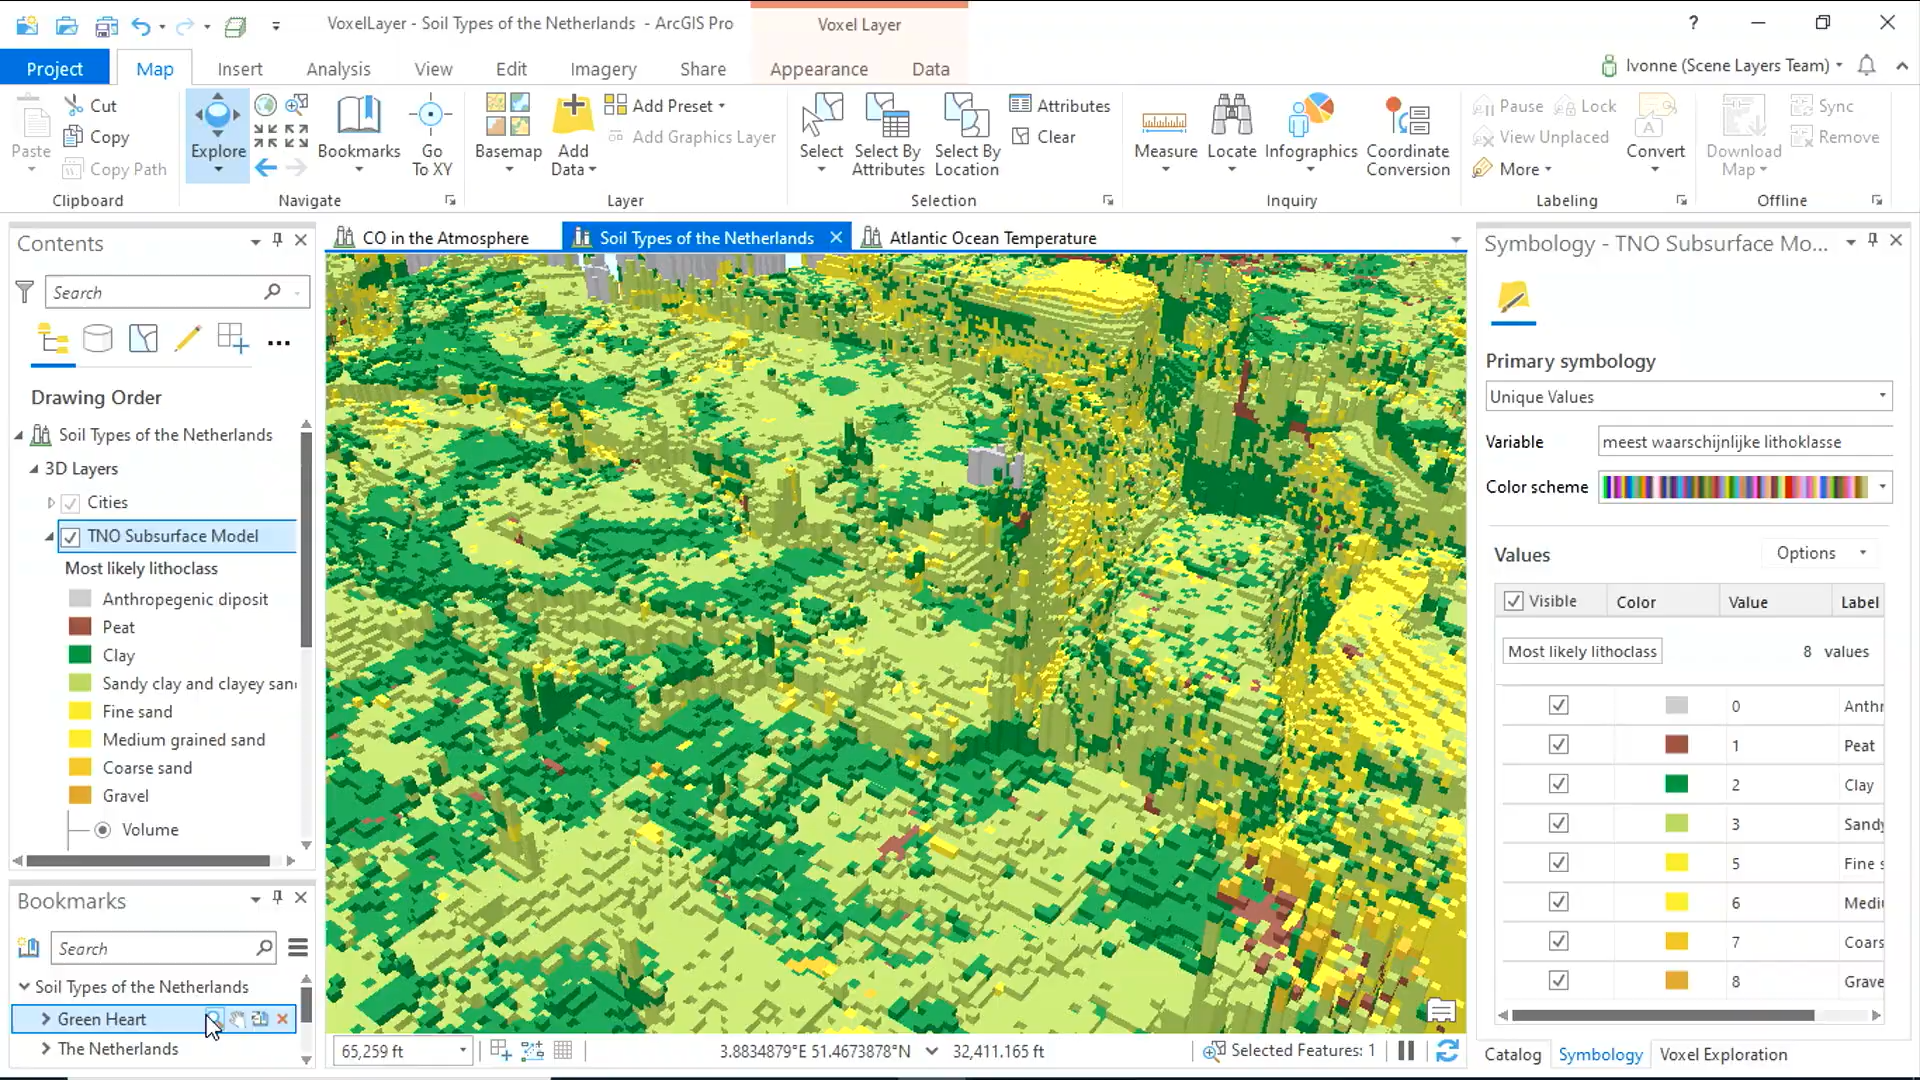 VoxelLayer - Soil Types of the Netherlands - ArcGIS Pro
Voxel Layer
?
Project
Map
Insert
Analysis
View
Edit
Imagery
Share
Appearance
Data
Ivonne (Scene Layers Team)
Paste
Cut
Copy
Copy Path
Clipboard
Explore
Bookmarks
Go
To XY
Navigate
Basemap
Add
Data
Add Preset
Add Graphics Layer
Layer
Select
Select By
Attributes
Select By
Location
Attributes
Clear
Selection
Measure
Locate
Infographics
Coordinate
Conversion
Inquiry
Pause
Lock
View Unplaced
More
Convert
Labeling
Download
Map
Sync
Remove
Offline
Contents
Search
Drawing Order
Soil Types of the Netherlands
3D Layers
Cities
TNO Subsurface Model
Most likely lithoclass
Anthropegenic diposit
Peat
Clay
Sandy clay and clayey san
Fine sand
Medium grained sand
Coarse sand
Gravel
Volume
Bookmarks
Search
Soil Types of the Netherlands
Green Heart
The Netherlands
CO in the Atmosphere
Soil Types of the Netherlands
Atlantic Ocean Temperature
65,259 ft
3.8834879°E 51.4673878°N
32,411.165 ft
Selected Features: 1
Symbology - TNO Subsurface Mo...
Primary symbology
Unique Values
Variable
meest waarschijnlijke lithoklasse
Color scheme
Values
Options
Visible Color Value Label
Most likely lithoclass 8 values
0 Anthr
1 Peat
2 Clay
3 Sandy
5 Fine s
6 Mediu
7 Coars
8 Grave
Catalog
Symbology
Voxel Exploration